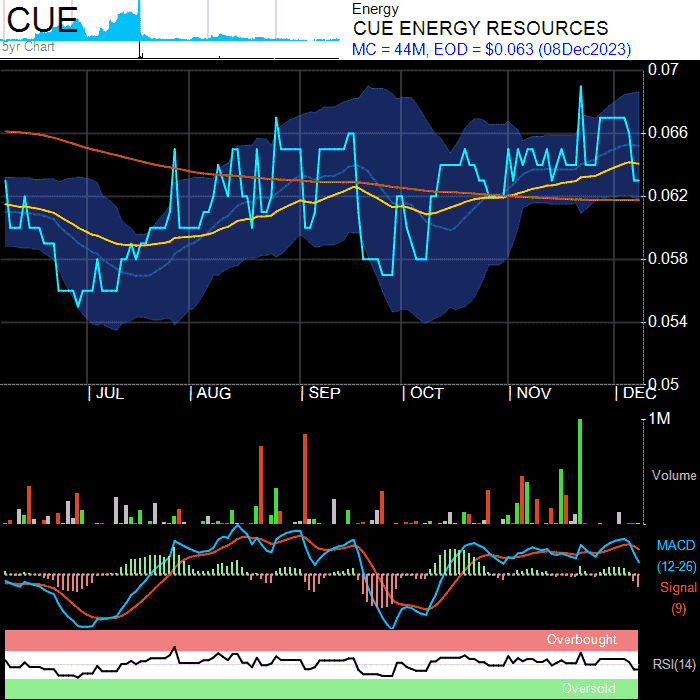 CUE
5yr Chart
Energy
CUE ENERGY RESOURCES
MC = 44M, EOD = $0.063 (08Dec2023)
0.07
0.066
0.062
0.058
0.054
0.05
JUL AUG SEP OCT NOV DEC
1M
Volume
MACD
(12-26)
Signal
(9)
Overbought
RSI(14)
Oversold